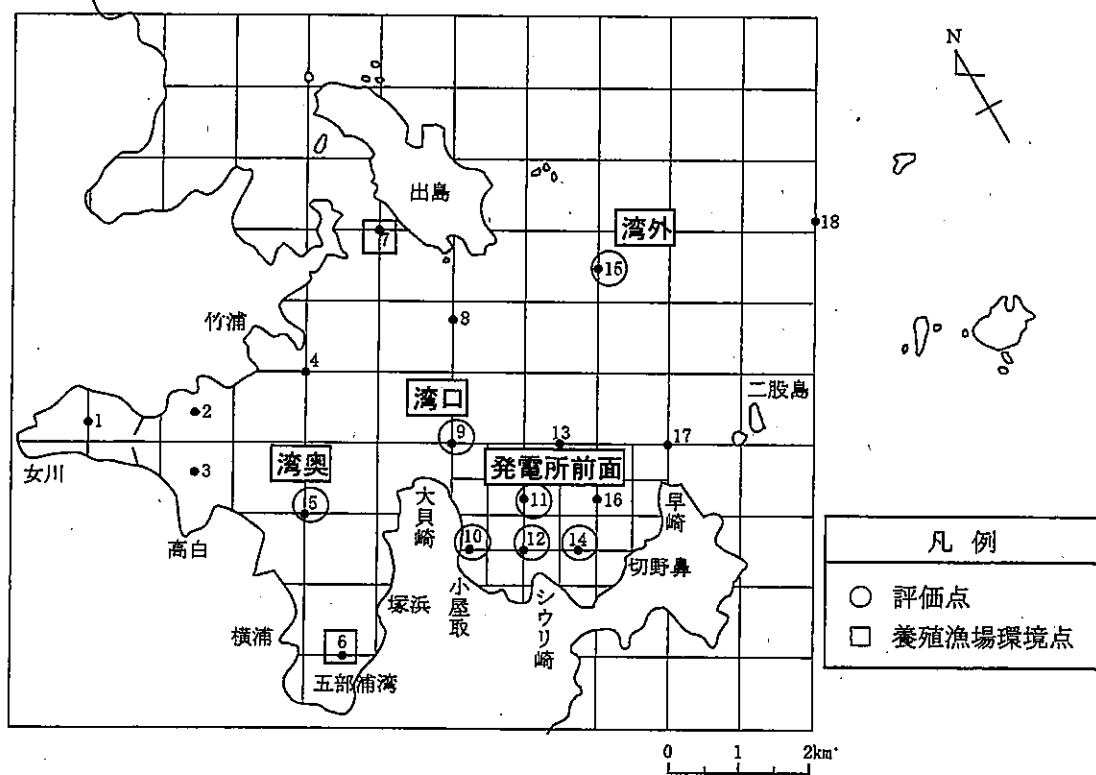 N
出島
湾外
18
15
7
竹浦
8
4
二股島
湾口
1
2
9
13
17
女川
3
湾奥
発電所前面
大貝崎
5
11
16
早崎
高白
10
12
14
切野鼻
塚浜
小屋取
シウリ崎
横浦
6
五部浦湾
凡例
○ 評価点
□ 養殖漁場環境点
0 1 2km